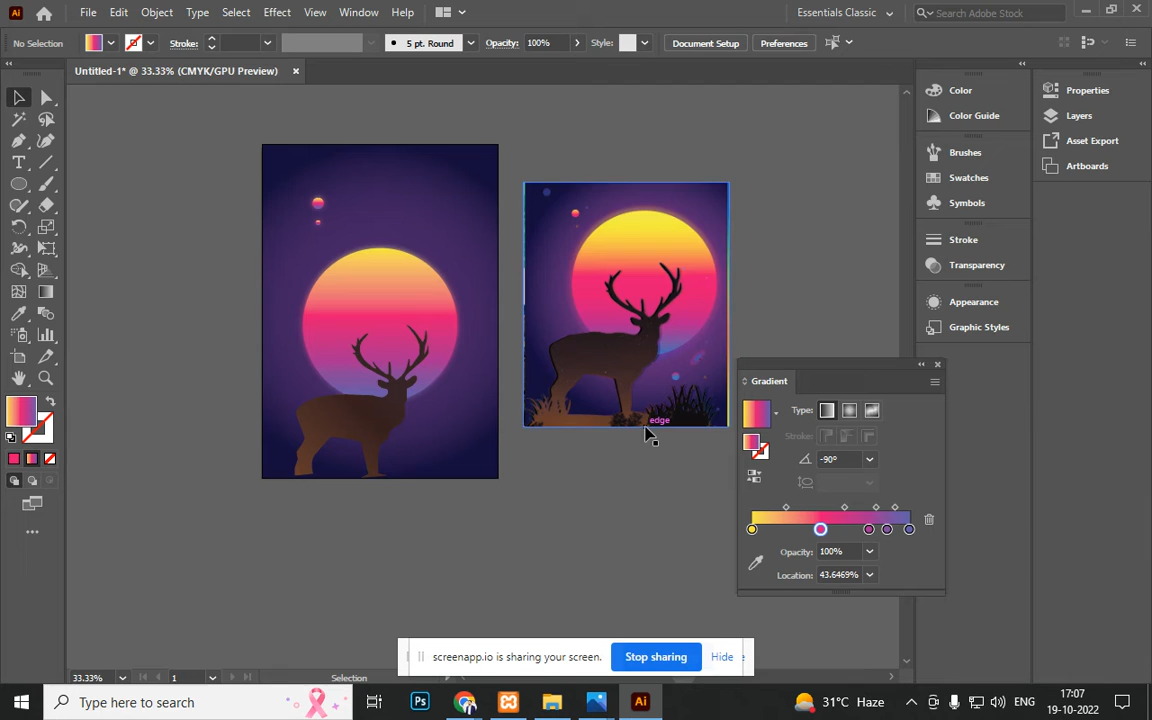 Ai File Edit Object Type Select Effect View Window Help
Essentials Classic
Search Adobe Stock
No Selection Stroke: 5 pt. Round Opacity: 100% Style: Document Setup Preferences
Untitled-1* @ 33.33% (CMYK/GPU Preview)
Color
Color Guide
Brushes
Swatches
Symbols
Stroke
Transparency
Appearance
Graphic Styles
Properties
Layers
Asset Export
Artboards
edge
Gradient
Type:
Stroke:
-90°
Opacity: 100%
Location: 43.6469%
screenapp.io is sharing your screen. Stop sharing Hide
33.33% 1 Selection
Type here to search
Ps
Ai
31°C Haze
ENG
17:07
19-10-2022